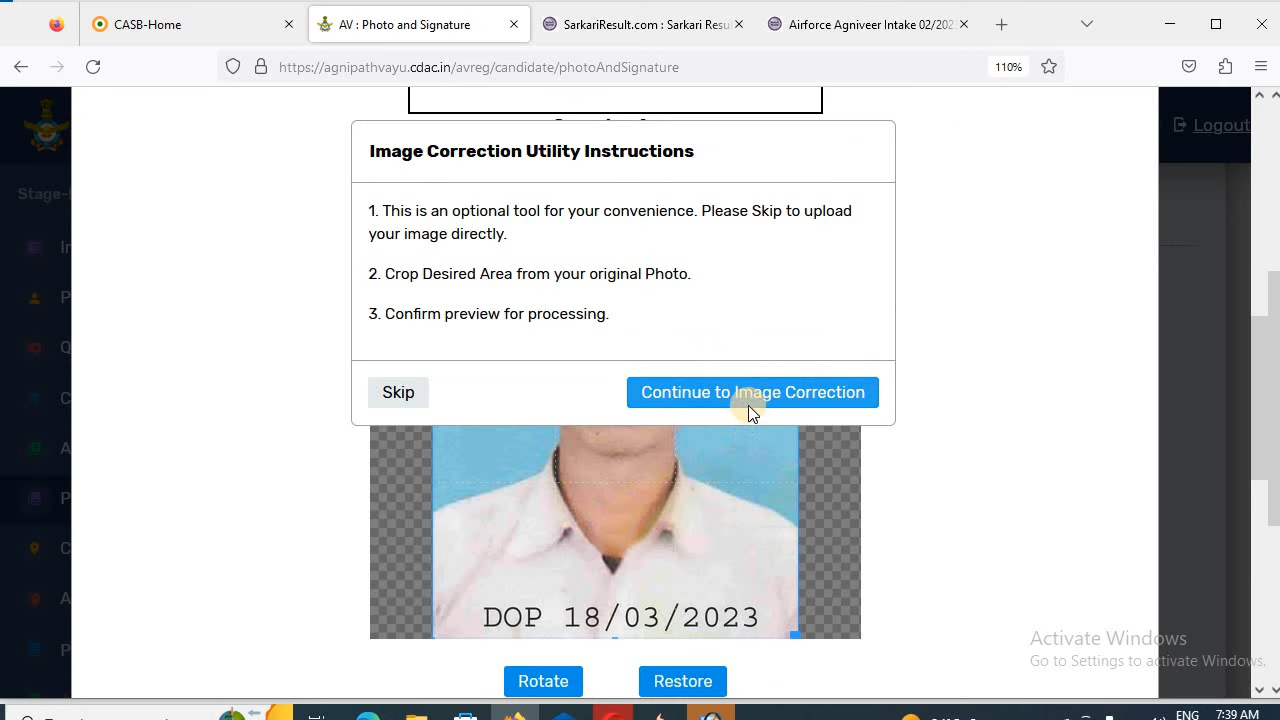 CASB-Home
AV : Photo and Signature
SarkariResult.com : Sarkari Resu
Airforce Agniveer Intake 02/202
https://agnipathvayu.cdac.in/avreg/candidate/photoAndSignature
110%
Logout
Stage-
Image Correction Utility Instructions
1. This is an optional tool for your convenience. Please Skip to upload
your image directly.
2. Crop Desired Area from your original Photo.
3. Confirm preview for processing.
Skip
Continue to Image Correction
DOP 18/03/2023
Rotate
Restore
Activate Windows
Go to Settings to activate Windows.
ENG
7:39 AM